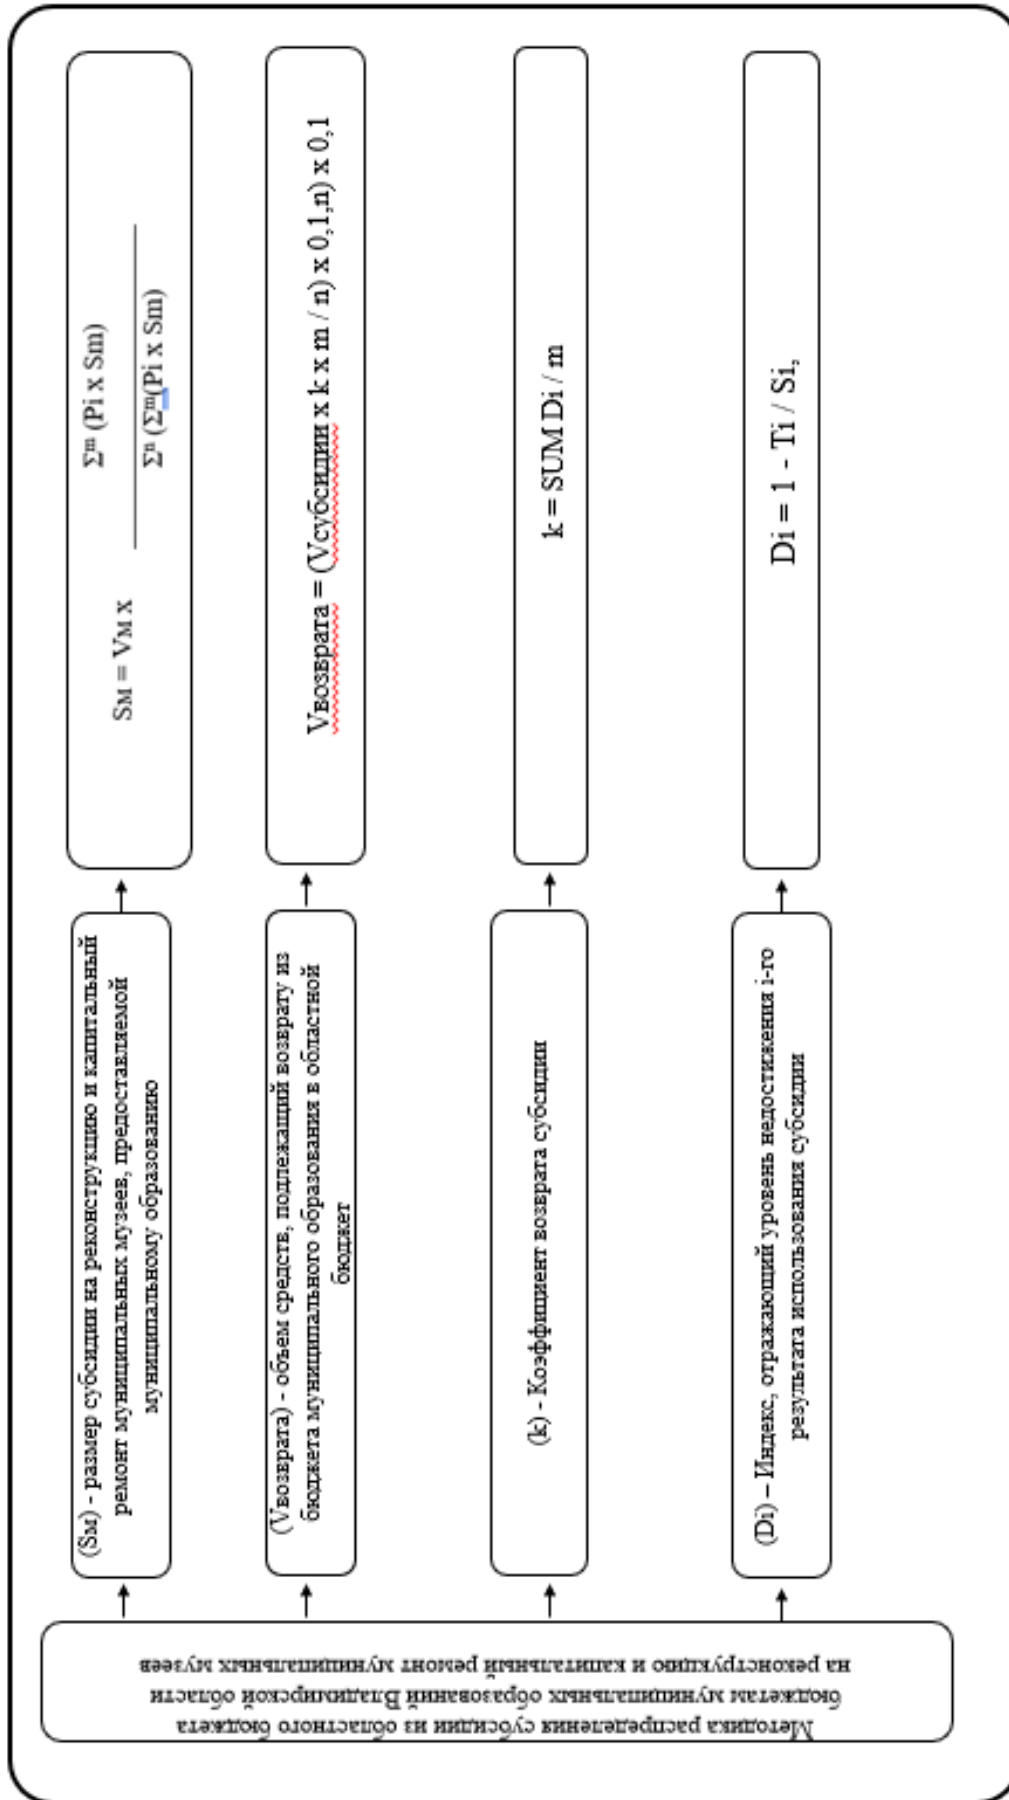 Методика распределения субсидии из областного бюджета
бюджетам муниципальных образований Владимирской области
на реконструкцию и капитальный ремонт муниципальных музеев
(Sм) - размер субсидии на реконструкцию и капитальный
ремонт муниципальных музеев, предоставляемой
муниципальному образованию
Σᵐ (Pi x Sm)
Sм = Vм x
Σⁿ (Σᵐ(Pi x Sm)
(Vвозврата) - объем средств, подлежащий возврату из
бюджета муниципального образования в областной
бюджет
Vвозврата = (Vсубсидии x k x m / n) x 0,1,n) x 0,1
(k) - Коэффициент возврата субсидии
k = SUM Di / m
(Di) – Индекс, отражающий уровень недостижения i-го
результата использования субсидии
Di = 1 - Ti / Si,